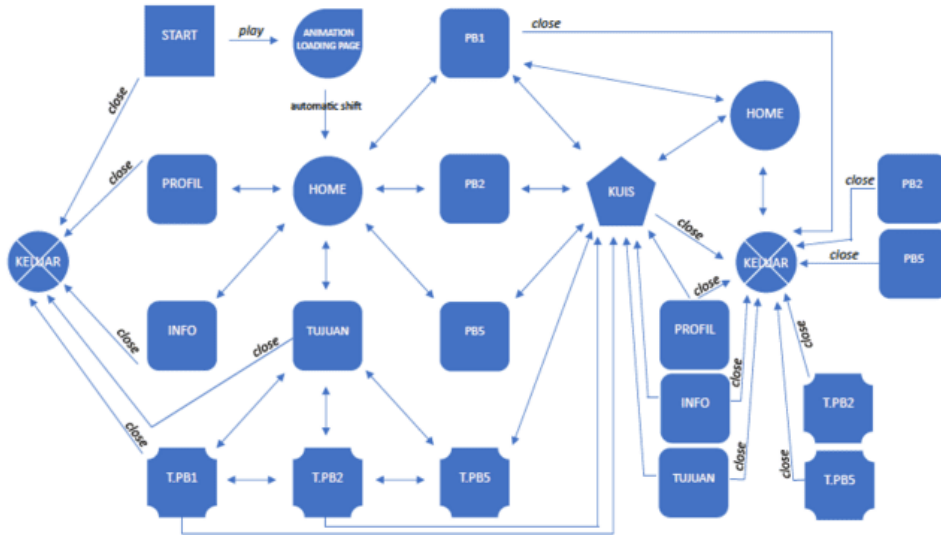 START
play
ANIMATION
LOADING PAGE
PB1
close
close
automatic shift
HOME
close
PROFIL
HOME
PB2
KUIS
close
PB2
close
KELUAR
KELUAR
close
PB5
close
INFO
close
TUJUAN
close
PB5
PROFIL
close
close
INFO
T.PB2
close
T.PB1
T.PB2
T.PB5
TUJUAN
close
close
T.PB5